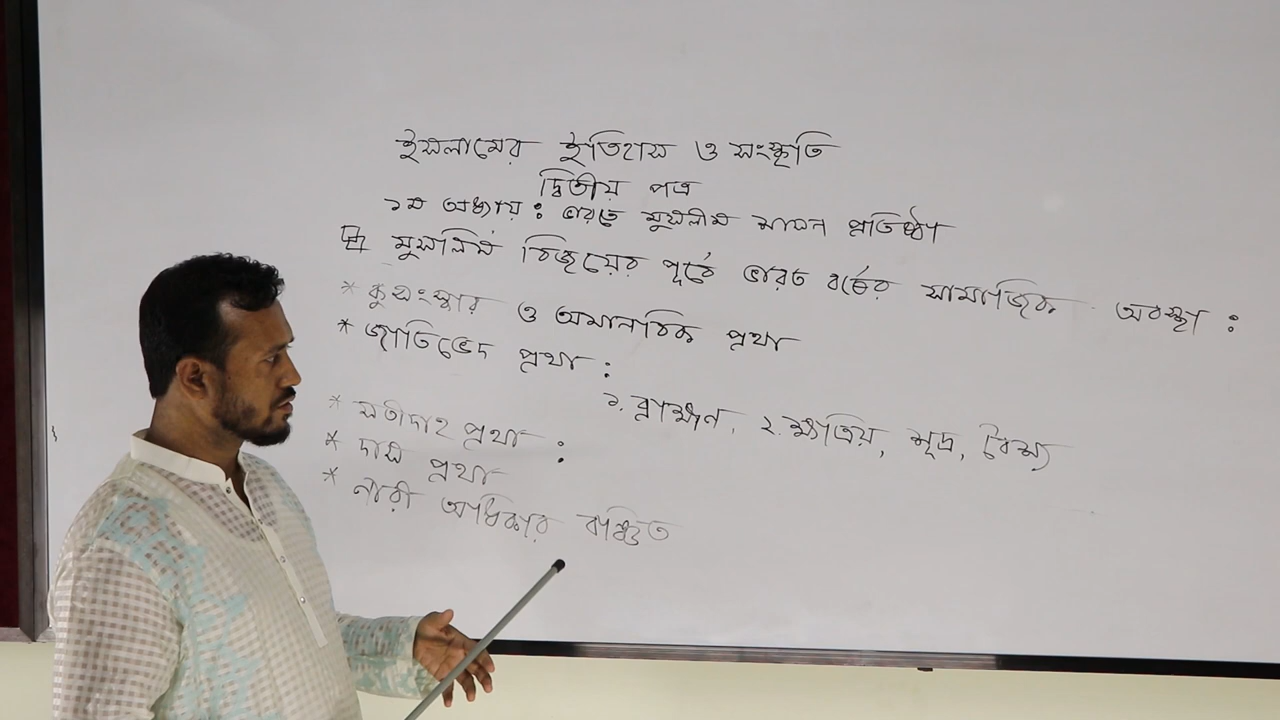 ইসলামের ইতিহাস ও সংস্কৃতি
দ্বিতীয় পত্র
১ম অধ্যায় : ভারতে মুসলীম শাসন প্রতিষ্ঠা
মুসলিম বিজয়ের পূর্বে ভারত বর্ষের সামাজিক অবস্থা :
* কুসংস্কার ও অমানবিক প্রথা
* জাতিভেদ প্রথা :
১. ব্রাহ্মণ, ২. ক্ষত্রিয়, শূদ্র, বৈশ্য
* সতীদাহ প্রথা :
* দাস প্রথা
* নারী অধিকার বঞ্চিত